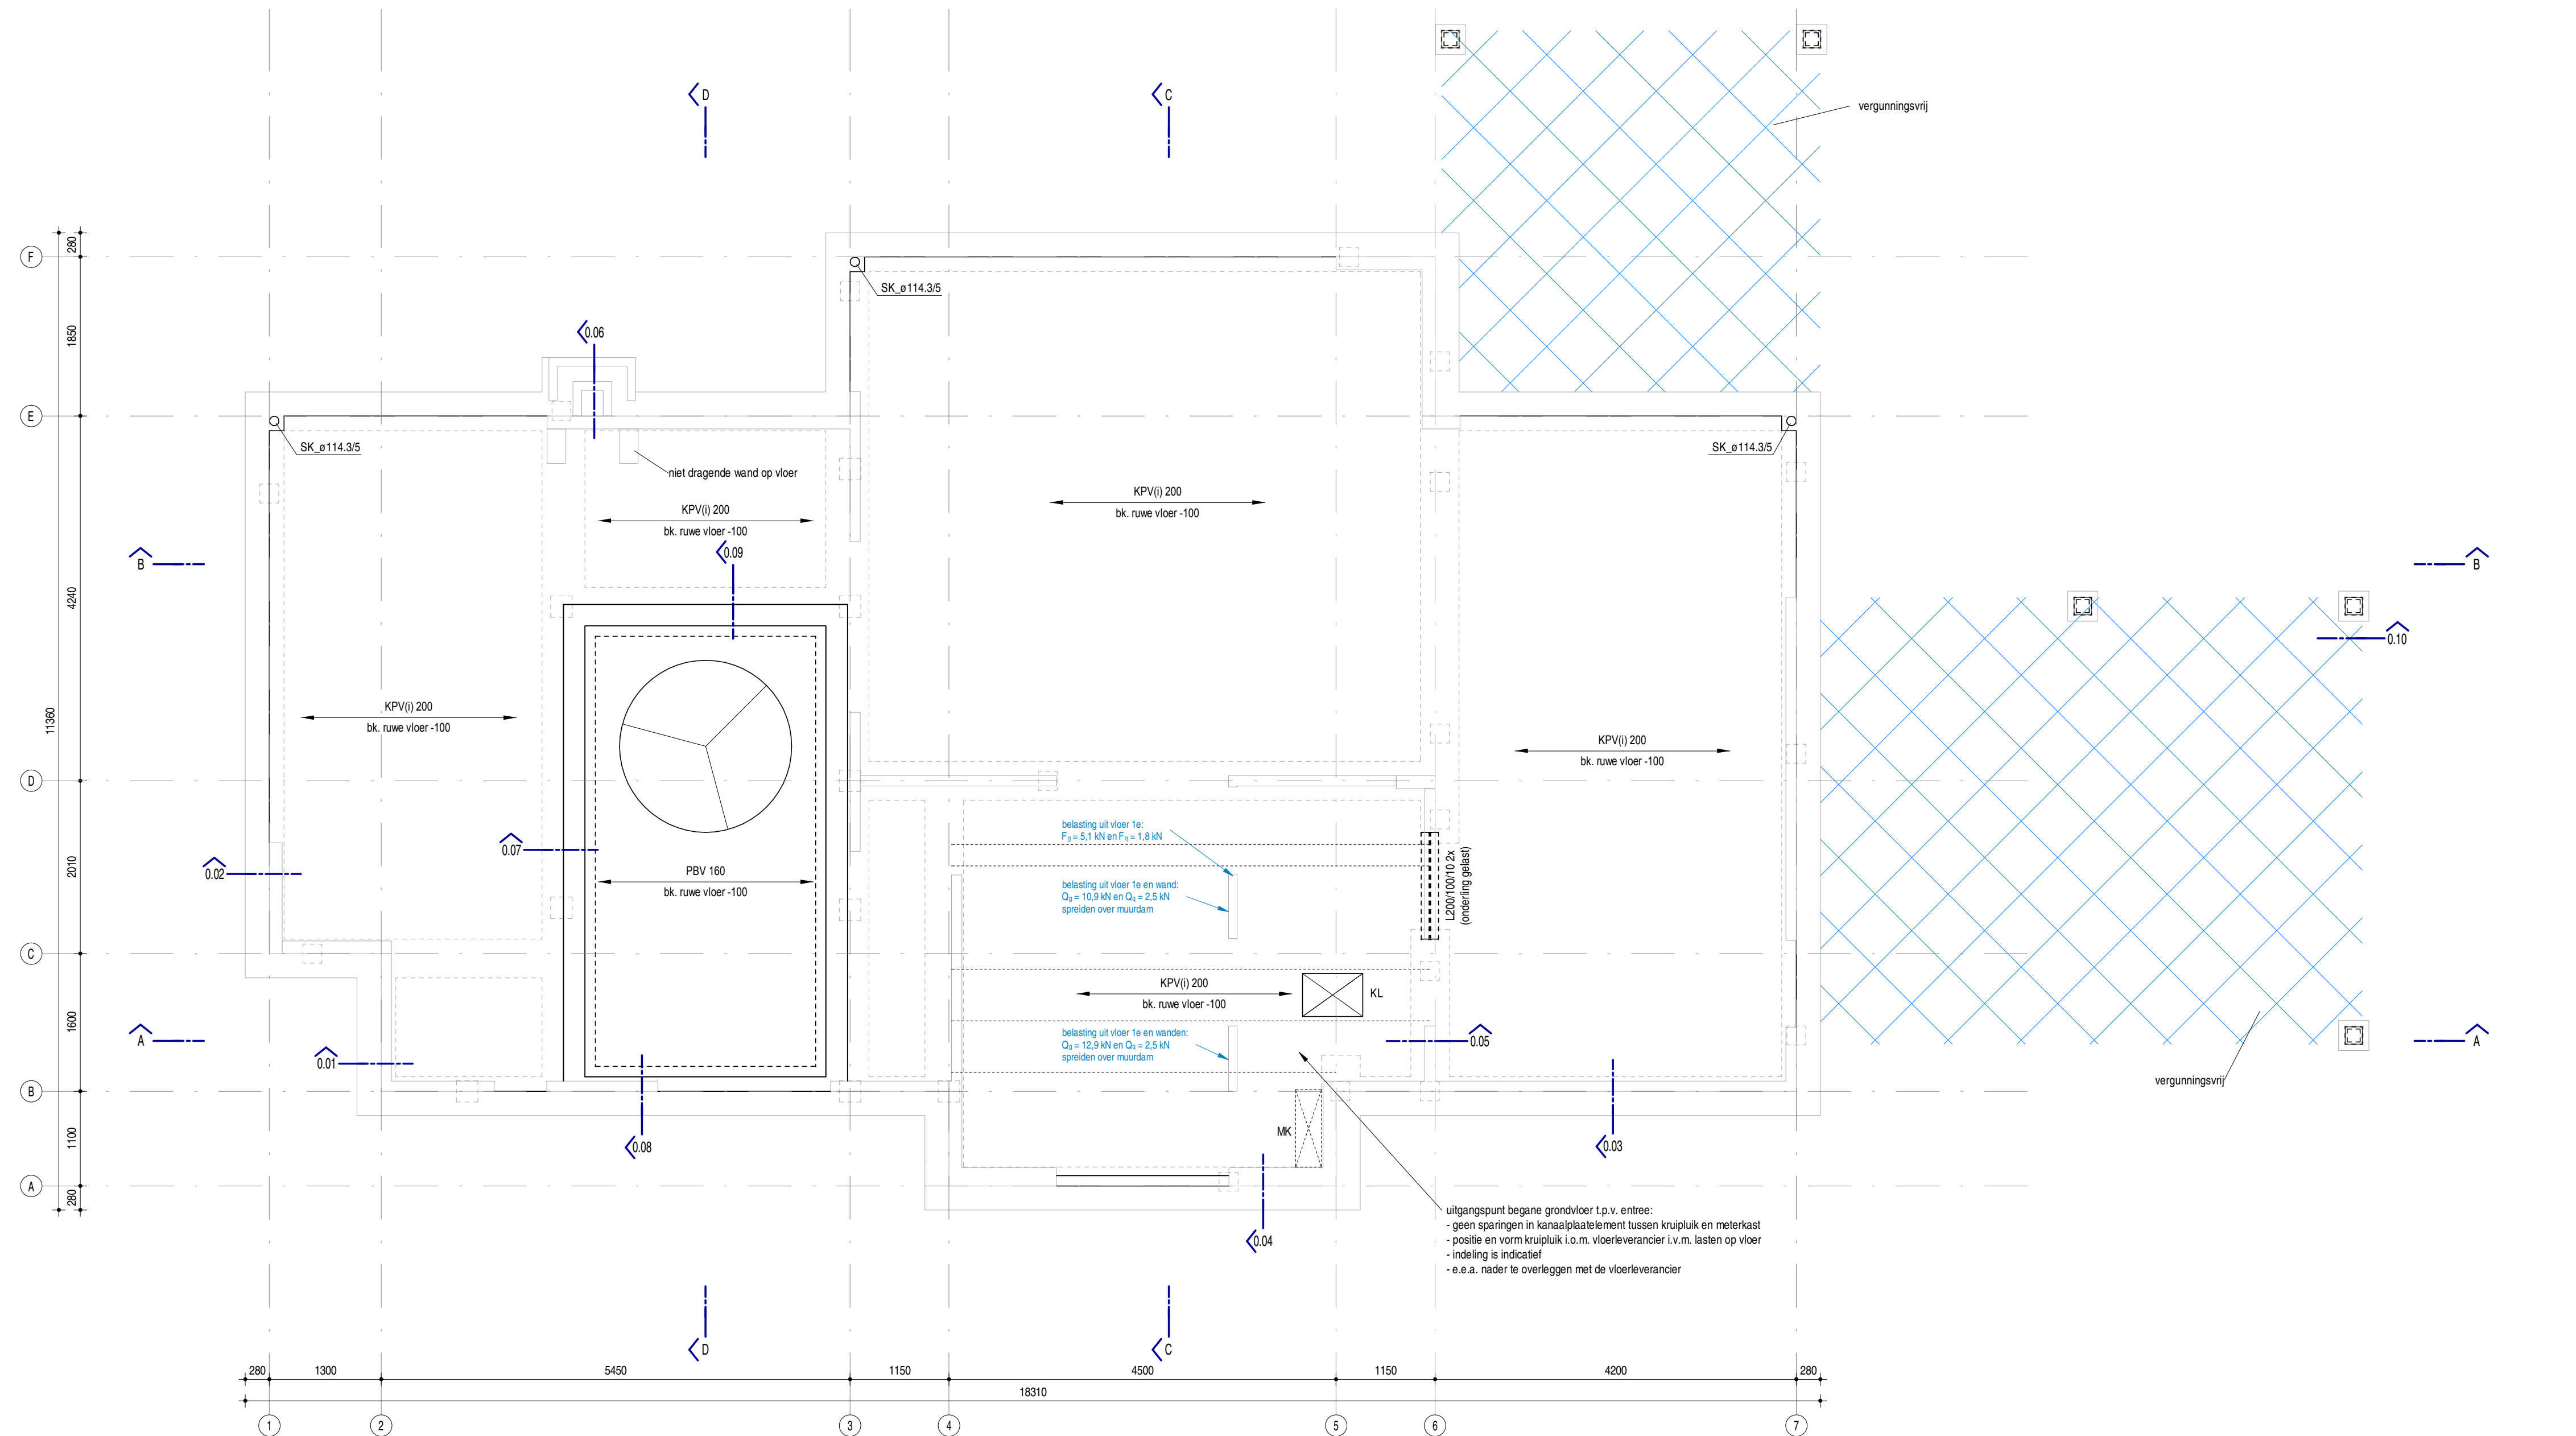 D
C
vergunningsvrij
F
280
SK_ø114.3/5
1850
0.06
E
SK_ø114.3/5
SK_ø114.3/5
niet dragende wand op vloer
KPV(i) 200
bk. ruwe vloer -100
KPV(i) 200
bk. ruwe vloer -100
0.09
B
B
4240
0.10
11360
KPV(i) 200
bk. ruwe vloer -100
KPV(i) 200
bk. ruwe vloer -100
D
belasting uit vloer 1e:
Fg = 5,1 kN en Fq = 1,8 kN
0.07
0.02
2010
PBV 160
bk. ruwe vloer -100
belasting uit vloer 1e en wand:
Qg = 10,9 kN en Qq = 2,5 kN
spreiden over muurdam
L200/100/10 2x
(onderling gelast)
C
KPV(i) 200
bk. ruwe vloer -100
KL
1600
belasting uit vloer 1e en wanden:
Qg = 12,9 kN en Qq = 2,5 kN
spreiden over muurdam
A
0.01
0.05
A
vergunningsvrij
B
1100
MK
0.08
0.03
A
280
0.04
uitgangspunt begane grondvloer t.p.v. entree:
- geen sparingen in kanaalplaatelement tussen kruipluik en meterkast
- positie en vorm kruipluik i.o.m. vloerleverancier i.v.m. lasten op vloer
- indeling is indicatief
- e.e.a. nader te overleggen met de vloerleverancier
D
C
280
1300
5450
1150
4500
1150
4200
280
18310
1
2
3
4
5
6
7